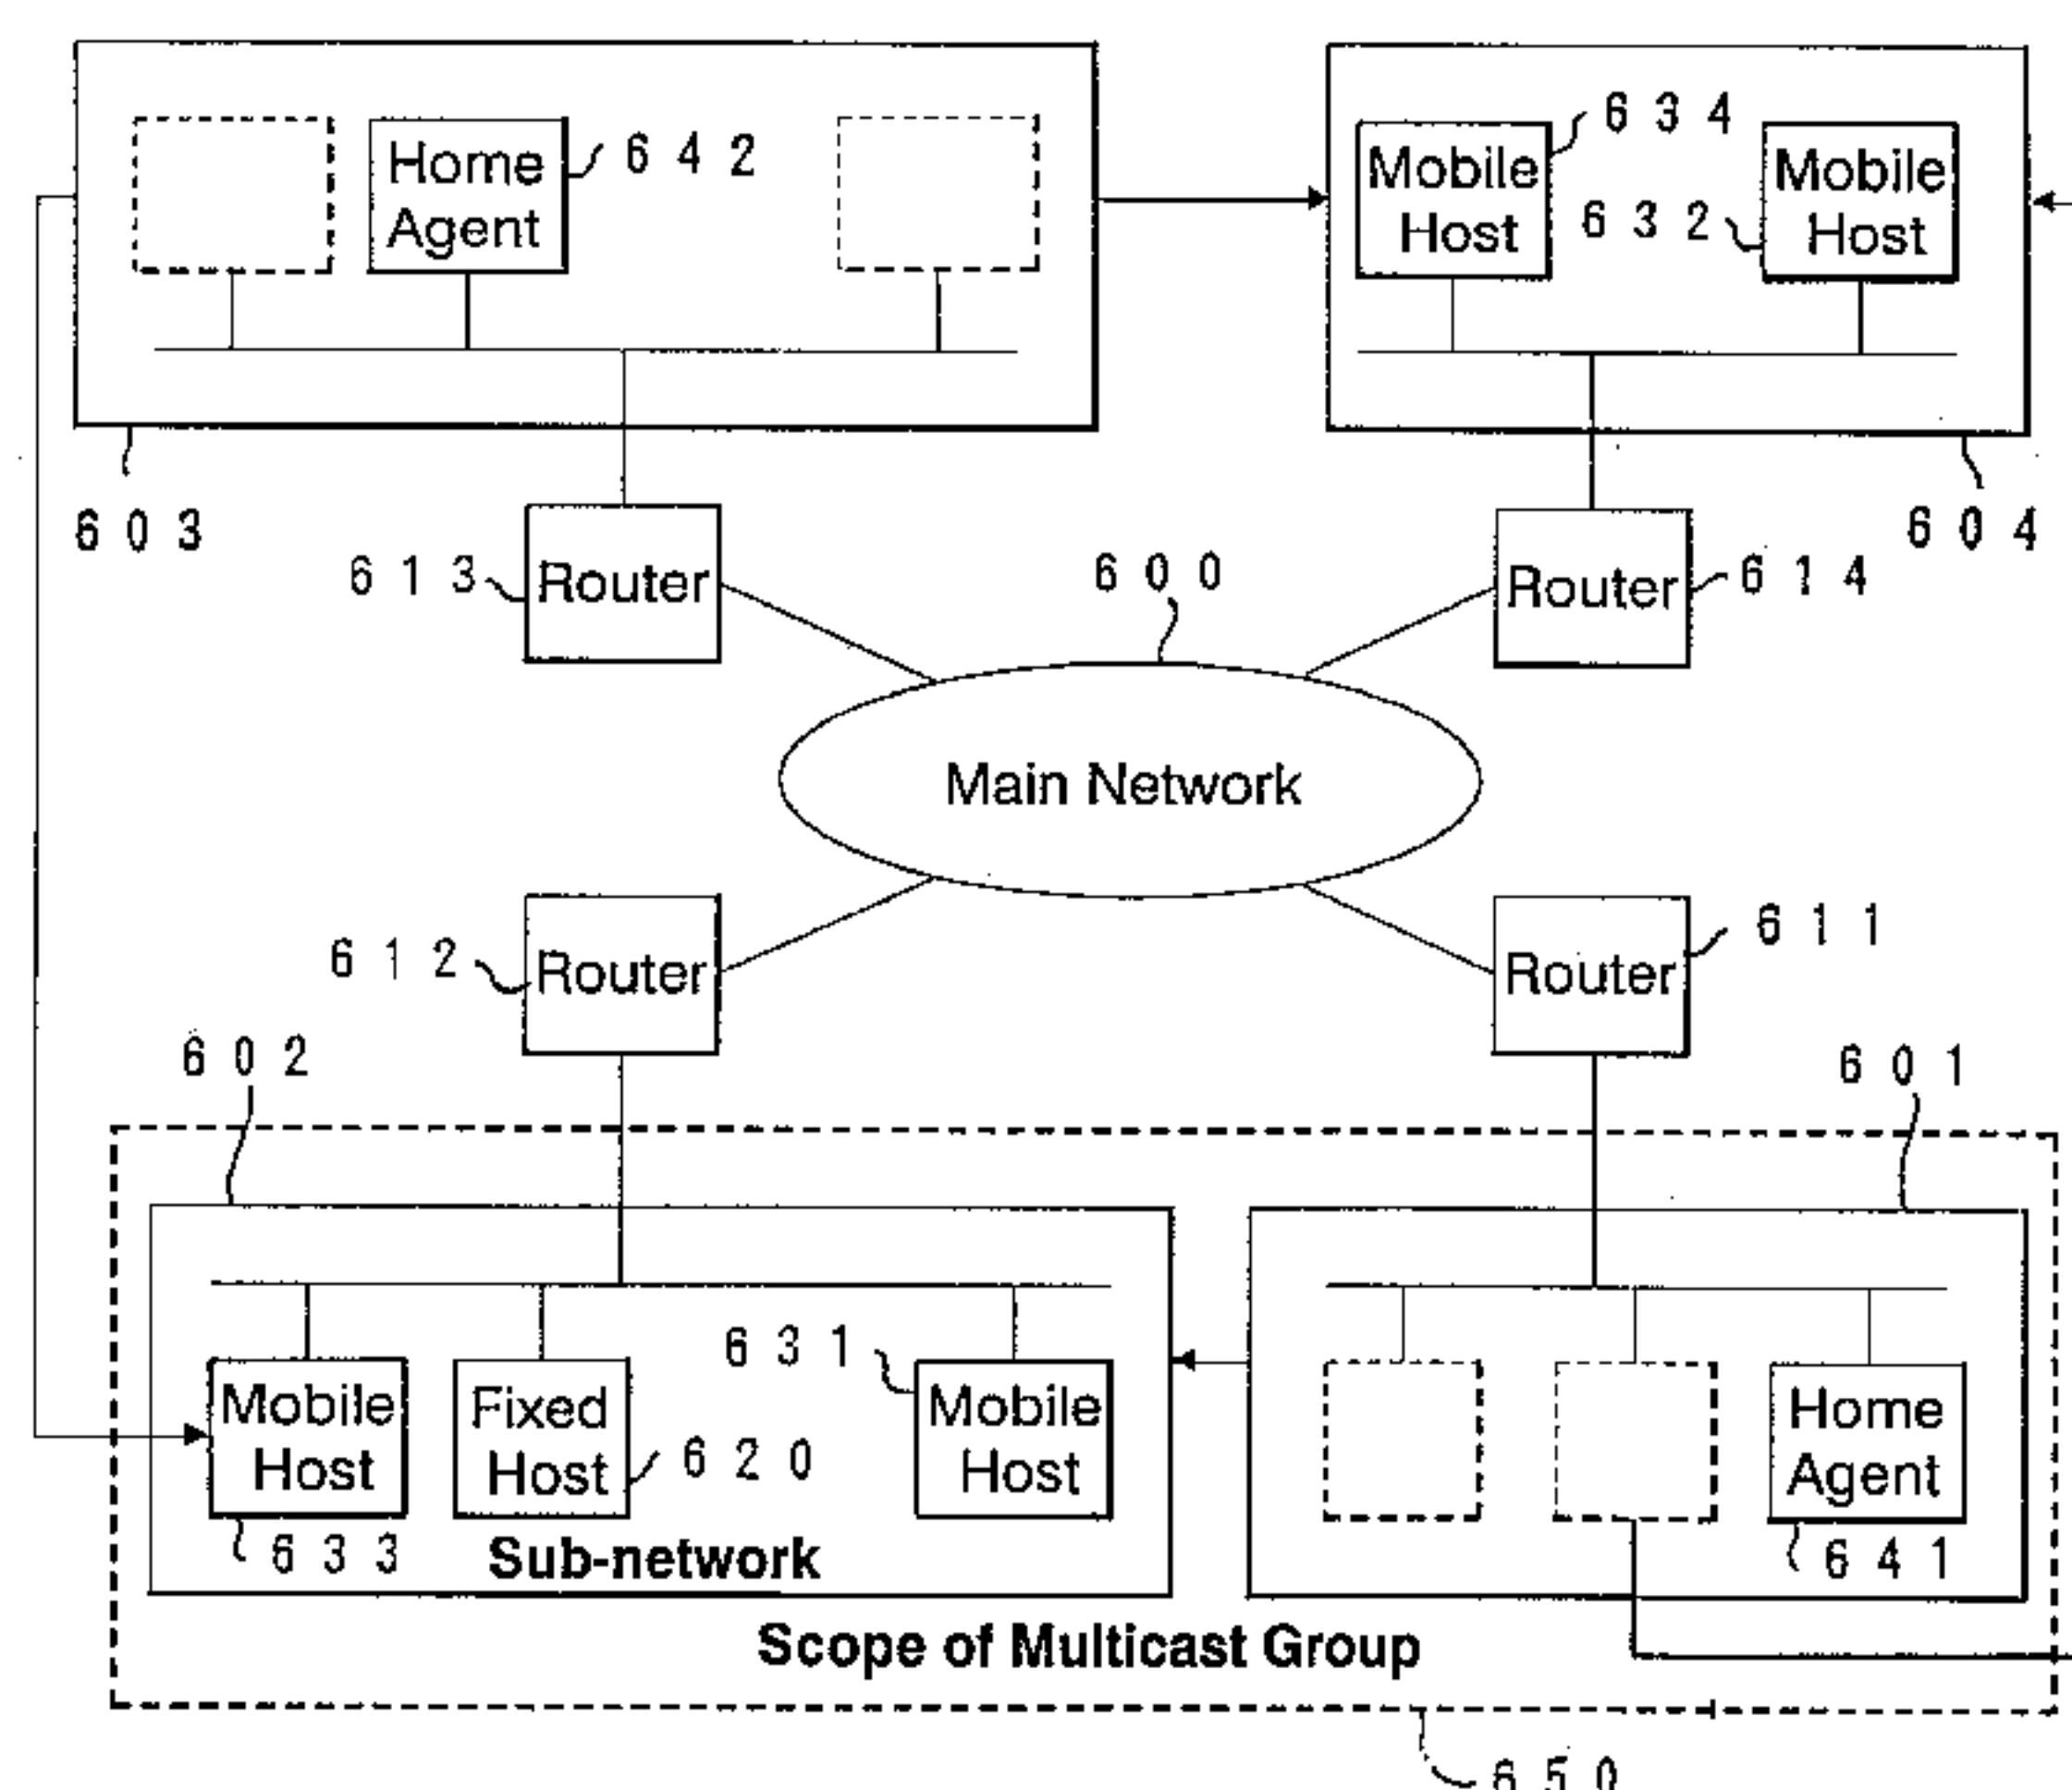 Home
Agent
6 4 2
Mobile
Host
6 3 4
6 3 2
Mobile
Host
6 0 3
6 0 4
6 1 3
Router
6 0 0
Router
6 1 4
Main Network
6 1 2
Router
Router
6 1 1
6 0 2
6 0 1
Mobile
Host
6 3 3
Fixed
Host
6 2 0
6 3 1
Mobile
Host
Sub-network
Home
Agent
6 4 1
Scope of Multicast Group
6 5 0